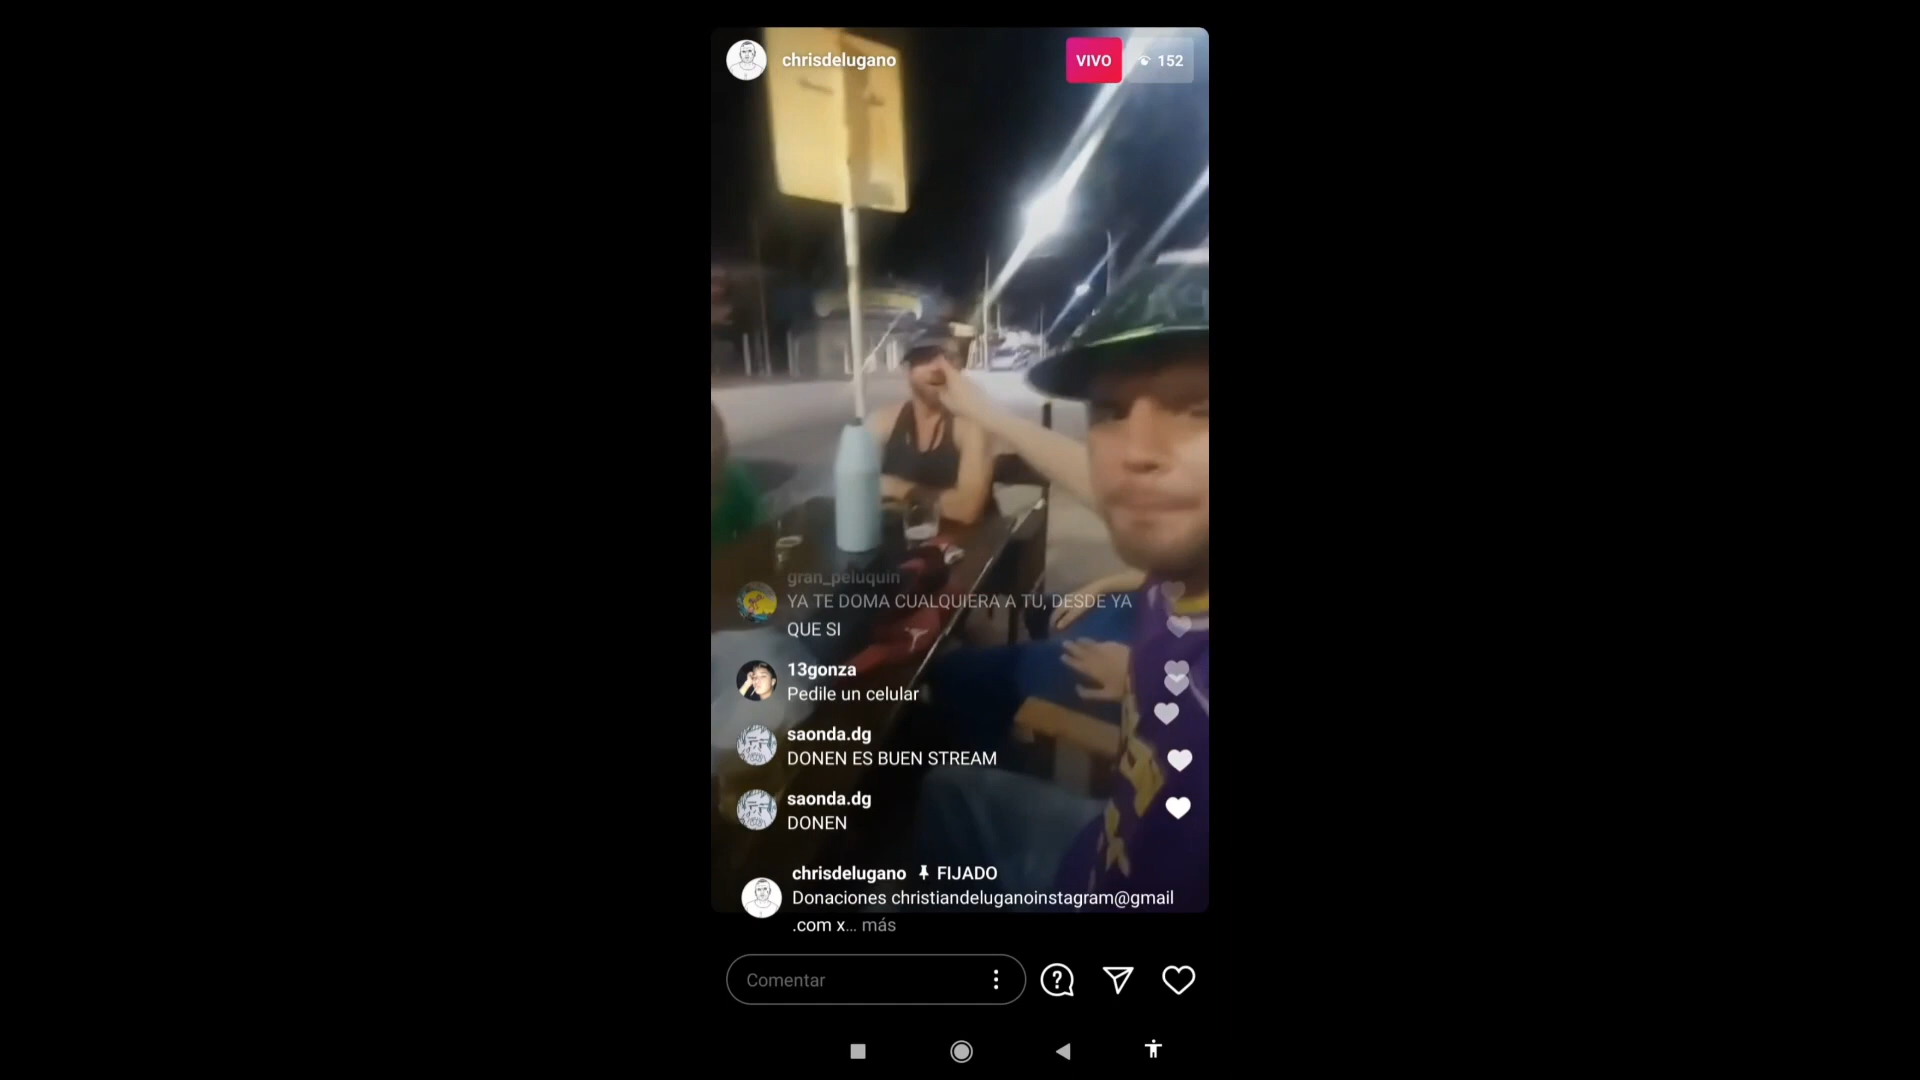 chrisdelugano
VIVO
152
gran_peluquin
YA TE DOMA CUALQUIERA A TU, DESDE YA
QUE SI
13gonza
Pedile un celular
saonda.dg
DONEN ES BUEN STREAM
saonda.dg
DONEN
chrisdelugano FIJADO
Donaciones christiandeluganoinstagram@gmail
.com x... más
Comentar